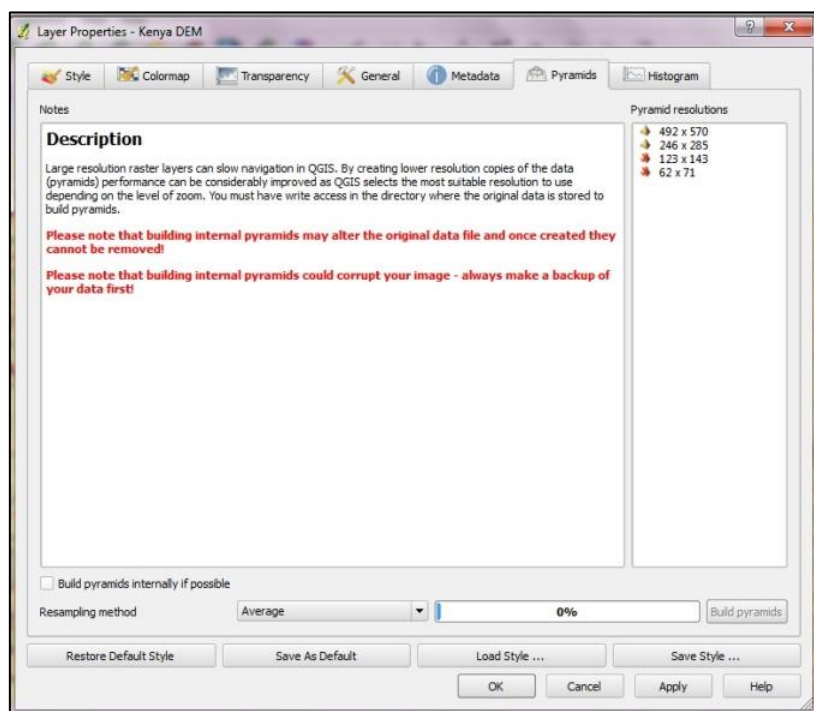 Layer Properties - Kenya DEM
Style
Colormap
Transparency
General
Metadata
Pyramids
Histogram
Notes
Pyramid resolutions
Description
Large resolution raster layers can slow navigation in QGIS. By creating lower resolution copies of the data
(pyramids) performance can be considerably improved as QGIS selects the most suitable resolution to use
depending on the level of zoom. You must have write access in the directory where the original data is stored to
build pyramids.
Please note that building internal pyramids may alter the original data file and once created they
cannot be removed!
Please note that building internal pyramids could corrupt your image - always make a backup of
your data first!
492 x 570
246 x 285
123 x 143
62 x 71
Build pyramids internally if possible
Resampling method
Average
0%
Build pyramids
Restore Default Style
Save As Default
Load Style ...
Save Style ...
OK
Cancel
Apply
Help